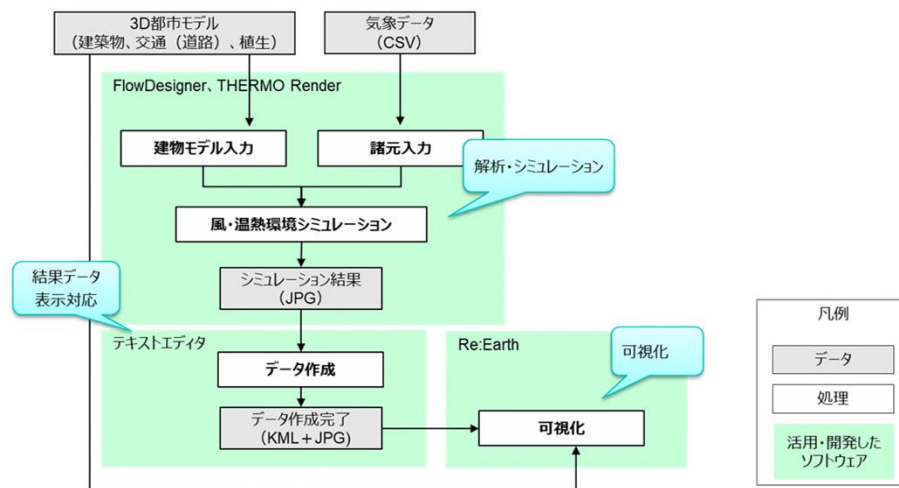 3D都市モデル
（建築物、交通（道路）、植生）
気象データ
（CSV）
FlowDesigner、THERMO Render
建物モデル入力
諸元入力
解析・シミュレーション
風・温熱環境シミュレーション
シミュレーション結果
（JPG）
結果データ
表示対応
テキストエディタ
データ作成
データ作成完了
（KML＋JPG）
Re:Earth
可視化
可視化
凡例
データ
処理
活用・開発した
ソフトウェア